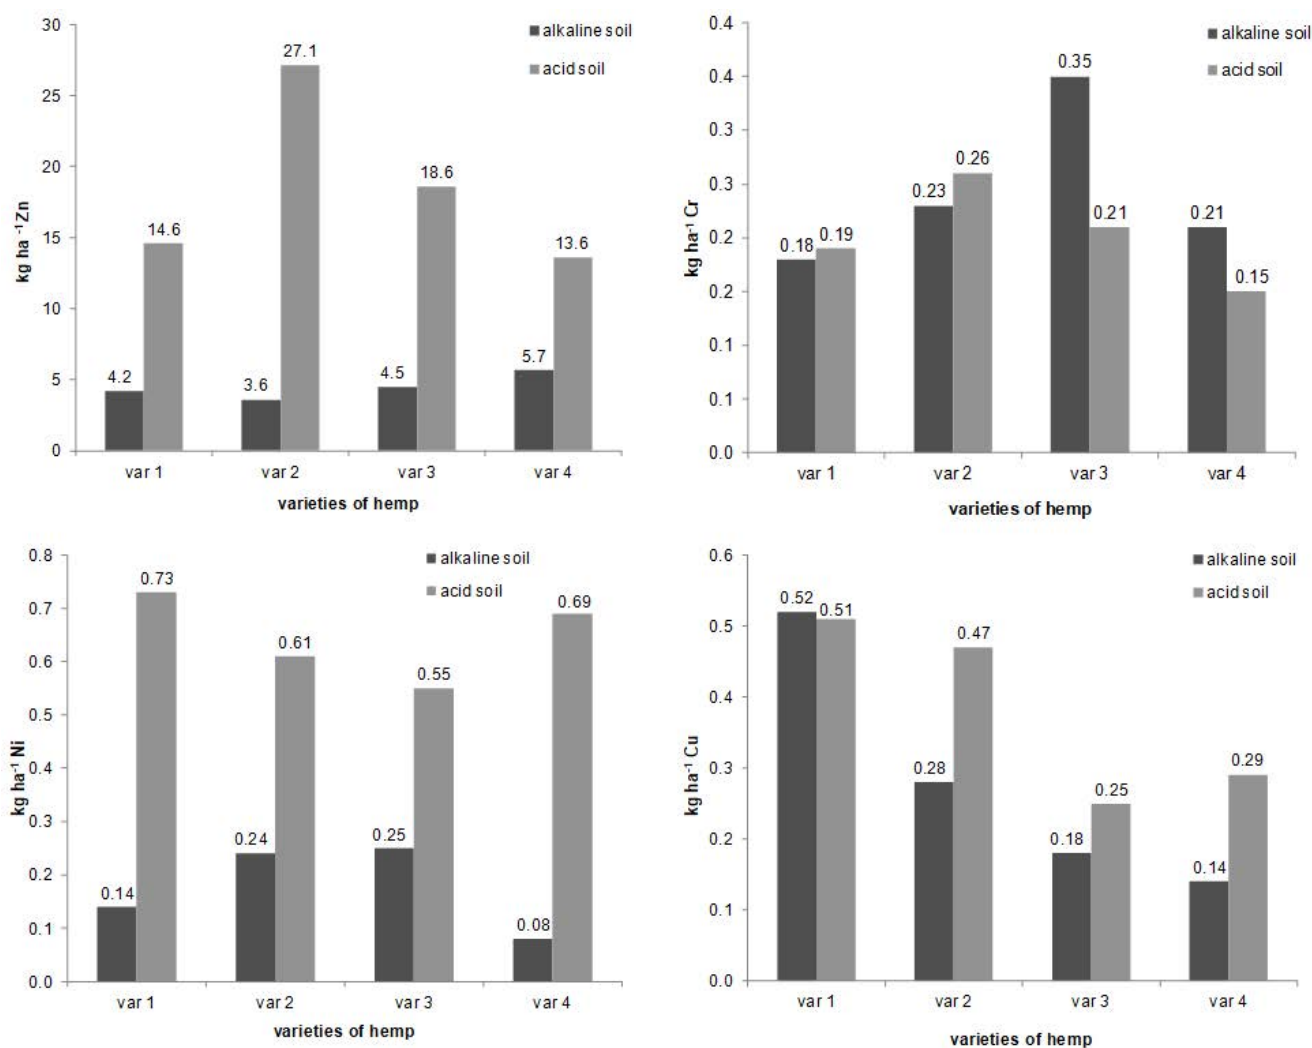 30
25
20
15
10
5
0
kg ha ⁻¹Zn
alkaline soil
acid soil
4.2
14.6
3.6
27.1
4.5
18.6
5.7
13.6
var 1
var 2
var 3
var 4
varieties of hemp
0.4
0.4
0.3
0.3
0.2
0.2
0.1
0.1
0.0
kg ha⁻¹ Cr
alkaline soil
acid soil
0.18
0.19
0.23
0.26
0.35
0.21
0.21
0.15
var 1
var 2
var 3
var 4
varieties of hemp
0.8
0.7
0.6
0.5
0.4
0.3
0.2
0.1
0.0
kg ha⁻¹ Ni
alkaline soil
acid soil
0.14
0.73
0.24
0.61
0.25
0.55
0.08
0.69
var 1
var 2
var 3
var 4
varieties of hemp
0.6
0.5
0.4
0.3
0.2
0.1
0.0
kg ha⁻¹ Cu
alkaline soil
acid soil
0.52
0.51
0.28
0.47
0.18
0.25
0.14
0.29
var 1
var 2
var 3
var 4
varieties of hemp